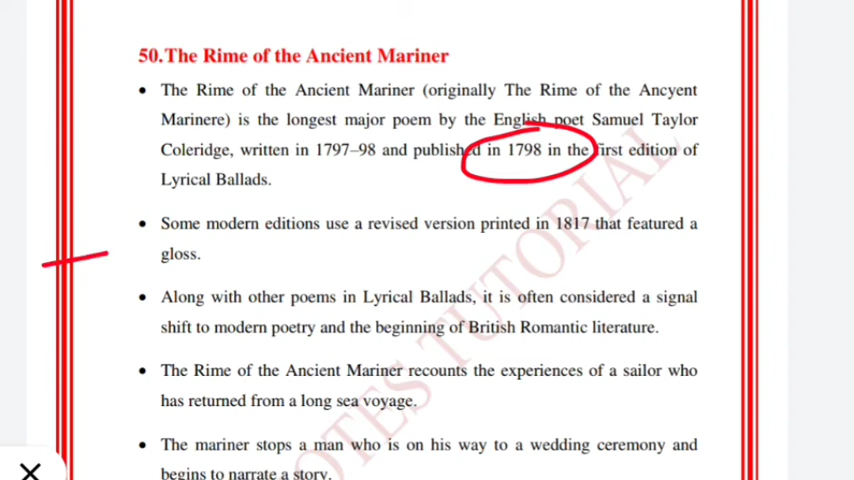 50.The Rime of the Ancient Mariner
• The Rime of the Ancient Mariner (originally The Rime of the Ancyent
Marinere) is the longest major poem by the English poet Samuel Taylor
Coleridge, written in 1797–98 and published in 1798 in the first edition of
Lyrical Ballads.
• Some modern editions use a revised version printed in 1817 that featured a
gloss.
• Along with other poems in Lyrical Ballads, it is often considered a signal
shift to modern poetry and the beginning of British Romantic literature.
• The Rime of the Ancient Mariner recounts the experiences of a sailor who
has returned from a long sea voyage.
• The mariner stops a man who is on his way to a wedding ceremony and
begins to narrate a story.
OTES TUTORIAL